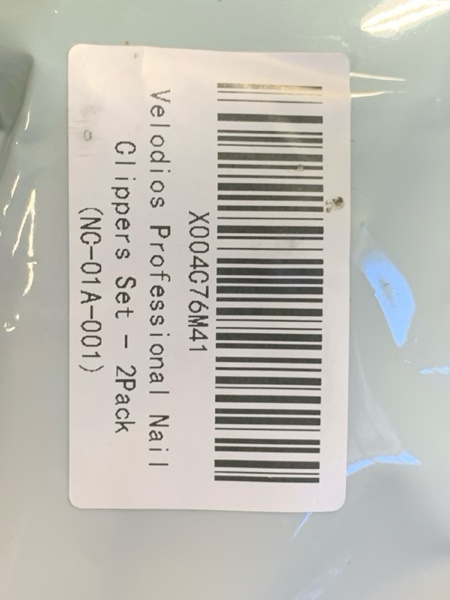 X004C76M41
Velodios Professional Nail
Clippers Set - 2Pack
(NC-01A-001)